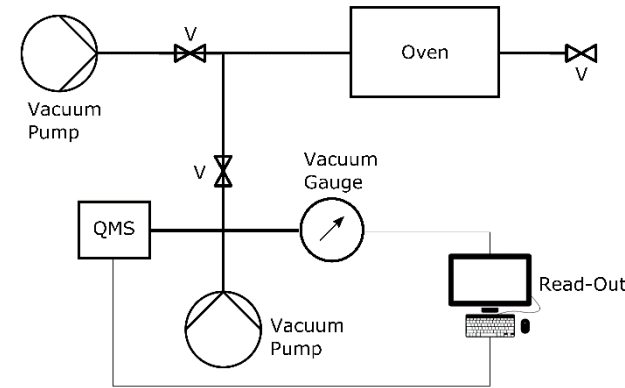 V
Oven
V
Vacuum
Pump
V
Vacuum
Gauge
QMS
Read-Out
Vacuum
Pump